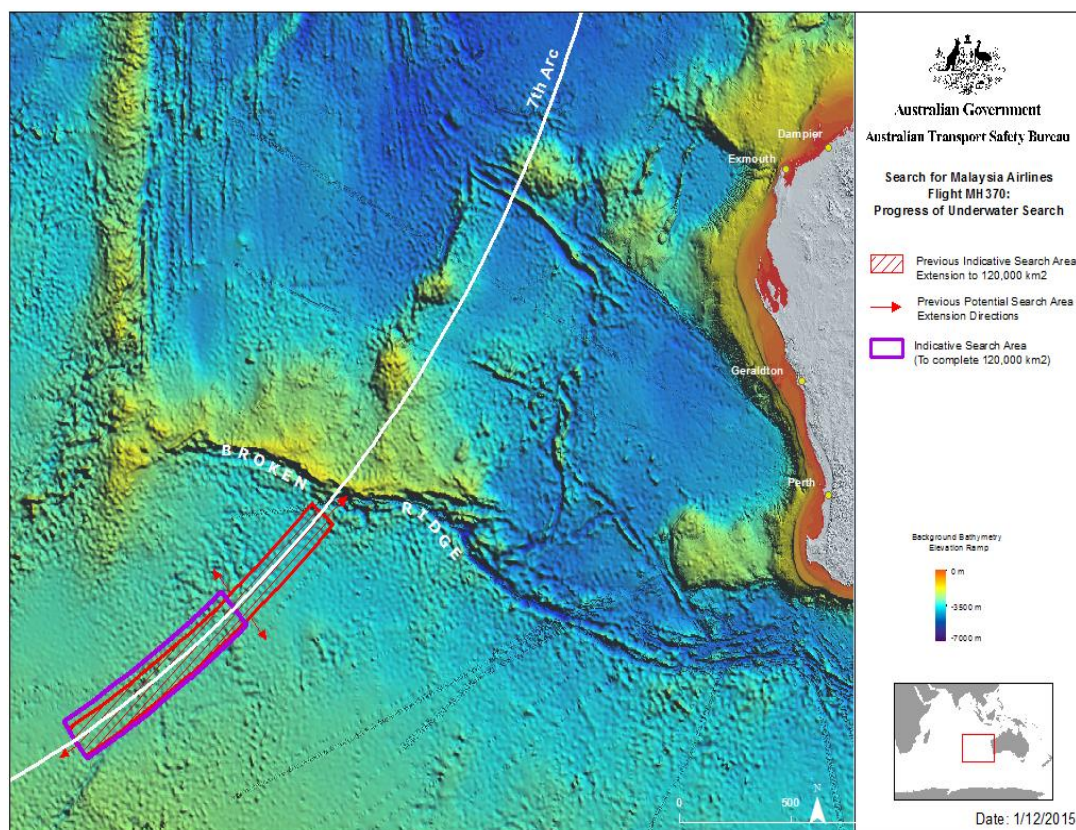 7th Arc
Dampier
Exmouth
Geraldton
Perth
BROKEN
RIDGE
0 500
N
Australian Government
Australian Transport Safety Bureau
Search for Malaysia Airlines
Flight MH370:
Progress of Underwater Search
Previous Indicative Search Area
Extension to 120,000 km2
Previous Potential Search Area
Extension Directions
Indicative Search Area
(To complete 120,000 km2)
Background Bathymetry
Elevation Ramp
0 m
-3500 m
-7000 m
Date: 1/12/2015